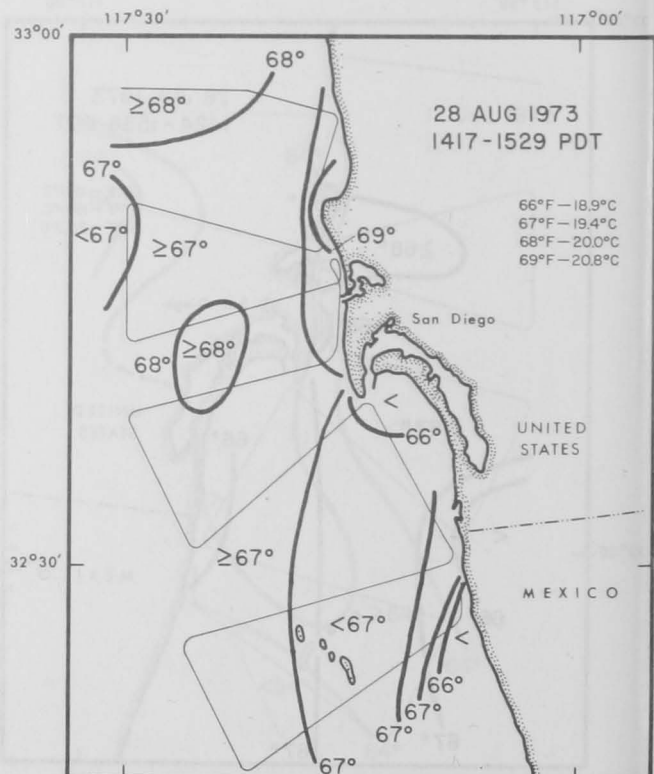 117°30'
117°00'
33°00'
68°
≥68°
28 AUG 1973
1417-1529 PDT
67°
66°F—18.9°C
67°F—19.4°C
68°F—20.0°C
69°F—20.8°C
<67°
≥67°
69°
San Diego
68°
≥68°
<
66°
UNITED
STATES
32°30'
≥67°
MEXICO
<67°
<
66°
67°
67°
67°